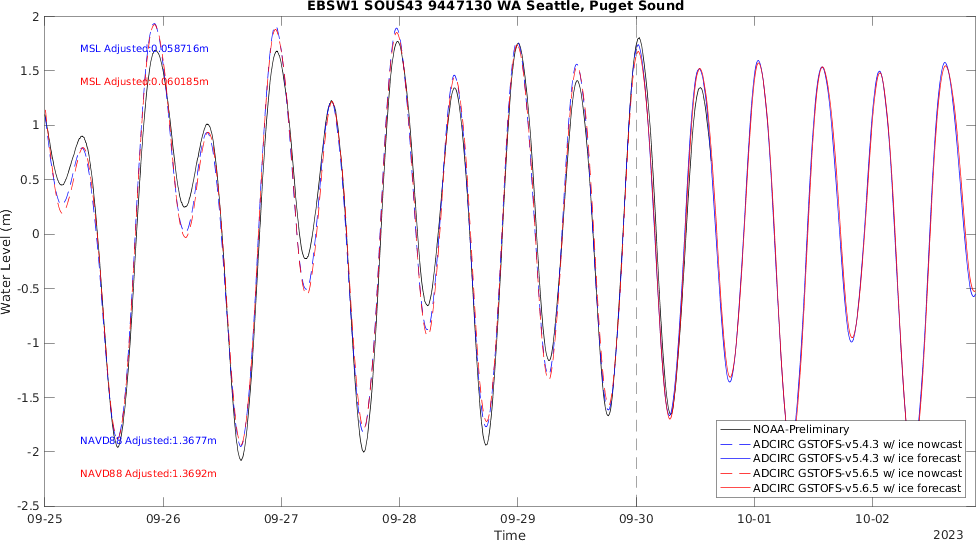 EBSW1 SOUS43 9447130 WA Seattle, Puget Sound
2
MSL Adjusted:0.058716m
1.5
MSL Adjusted:0.060185m
1
0.5
0
Water Level (m)
-0.5
-1
-1.5
NOAA-Preliminary
NAVD88 Adjusted:1.3677m
ADCIRC GSTOFS-v5.4.3 w/ ice nowcast
-2
ADCIRC GSTOFS-v5.4.3 w/ ice forecast
NAVD88 Adjusted:1.3692m
ADCIRC GSTOFS-v5.6.5 w/ ice nowcast
ADCIRC GSTOFS-v5.6.5 w/ ice forecast
-2.5
09-25 09-26 09-27 09-28 09-29 09-30 10-01 10-02
Time
2023